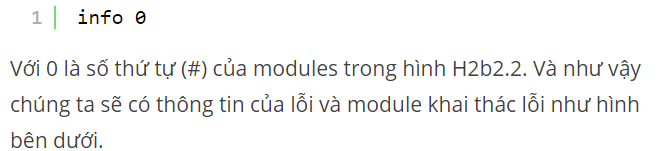 1 info 0
Với 0 là số thứ tự (#) của modules trong hình H2b2.2. Và như vậy
chúng ta sẽ có thông tin của lỗi và module khai thác lỗi như hình
bên dưới.